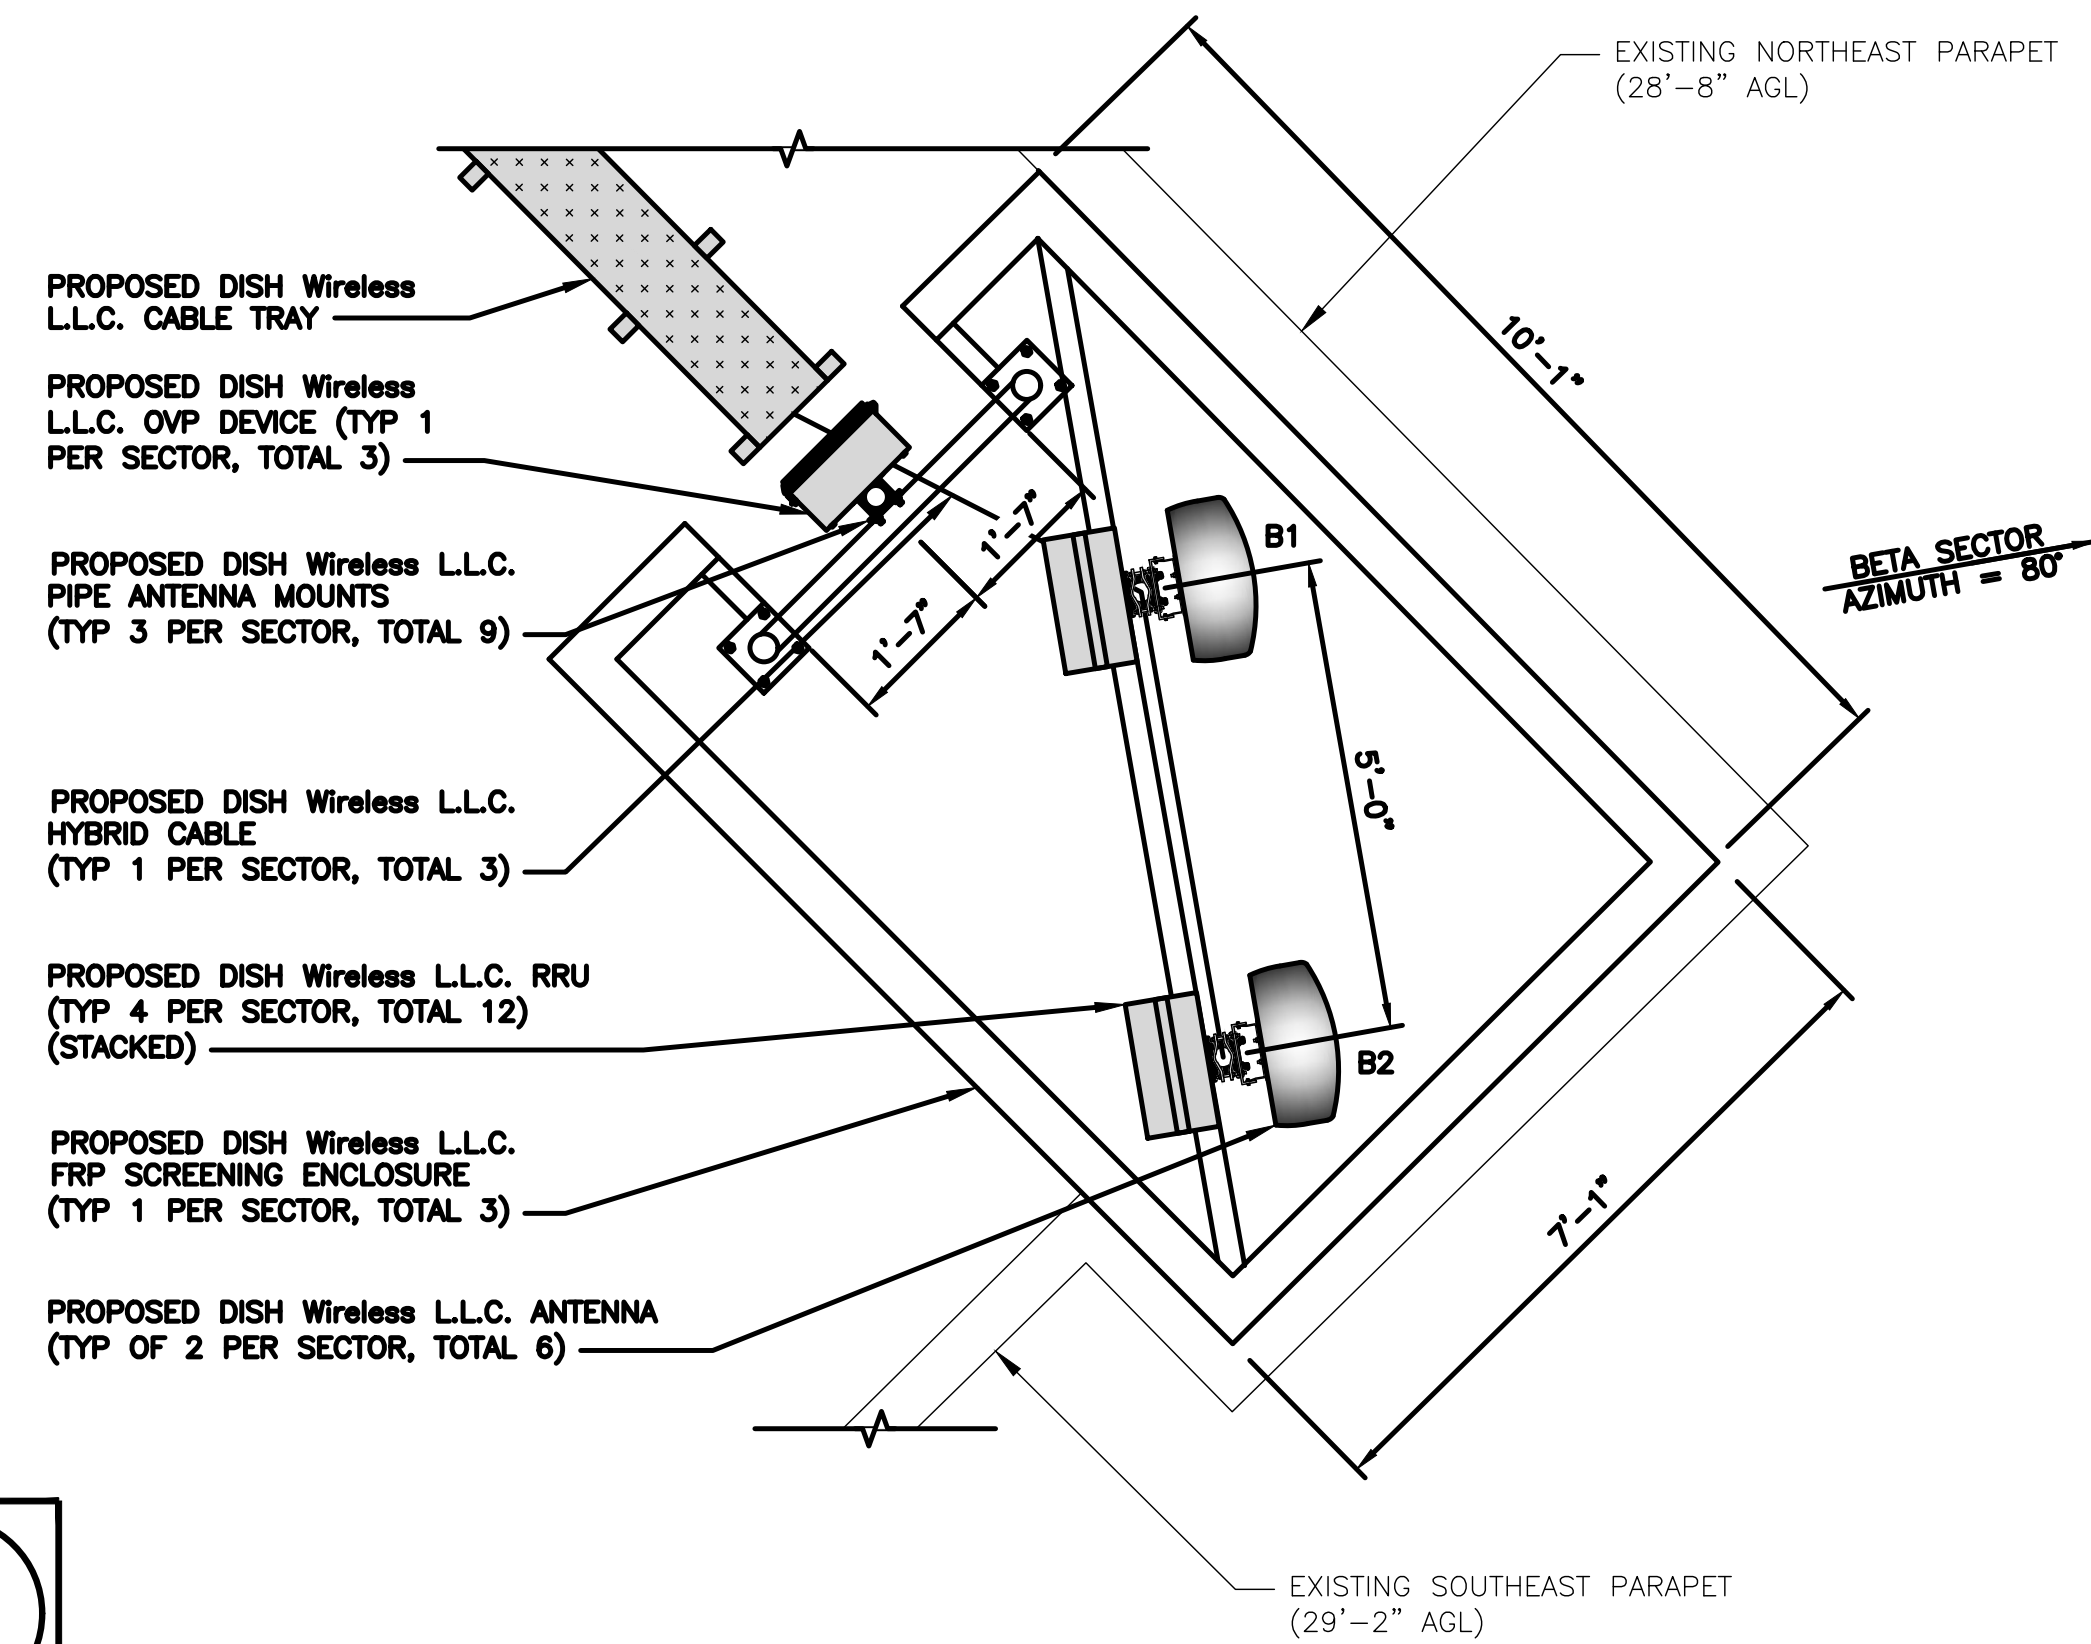 EXISTING NORTHEAST PARAPET
(28'-8" AGL)
10'-1"
PROPOSED DISH Wireless
L.L.C. CABLE TRAY
PROPOSED DISH Wireless
L.L.C. OVP DEVICE (TYP 1
PER SECTOR, TOTAL 3)
1'-7"
B1
BETA SECTOR
AZIMUTH = 80°
PROPOSED DISH Wireless L.L.C.
PIPE ANTENNA MOUNTS
(TYP 3 PER SECTOR, TOTAL 9)
1'-7"
5'-0"
PROPOSED DISH Wireless L.L.C.
HYBRID CABLE
(TYP 1 PER SECTOR, TOTAL 3)
PROPOSED DISH Wireless L.L.C. RRU
(TYP 4 PER SECTOR, TOTAL 12)
(STACKED)
B2
PROPOSED DISH Wireless L.L.C.
FRP SCREENING ENCLOSURE
(TYP 1 PER SECTOR, TOTAL 3)
7'-1"
PROPOSED DISH Wireless L.L.C. ANTENNA
(TYP OF 2 PER SECTOR, TOTAL 6)
EXISTING SOUTHEAST PARAPET
(29'-2" AGL)